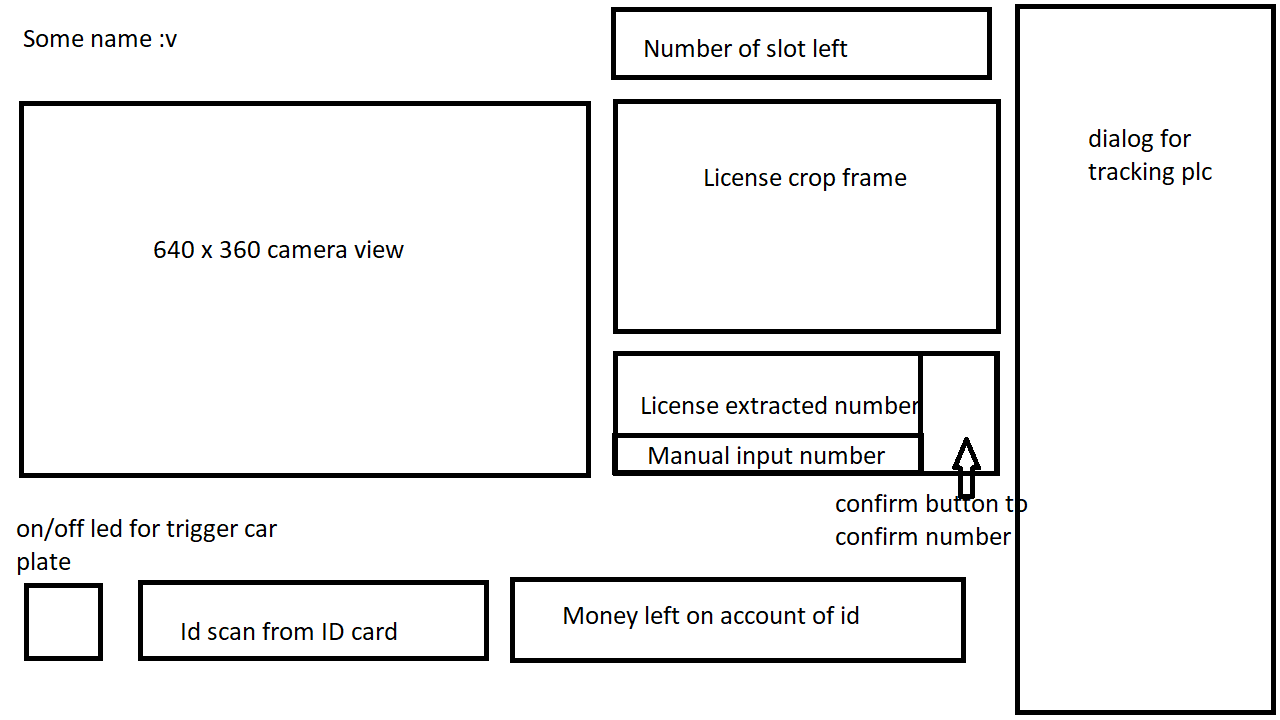 Some name :v
Number of slot left
License crop frame
dialog for
tracking plc
640 x 360 camera view
License extracted number
Manual input number
confirm button to
confirm number
on/off led for trigger car
plate
Id scan from ID card
Money left on account of id